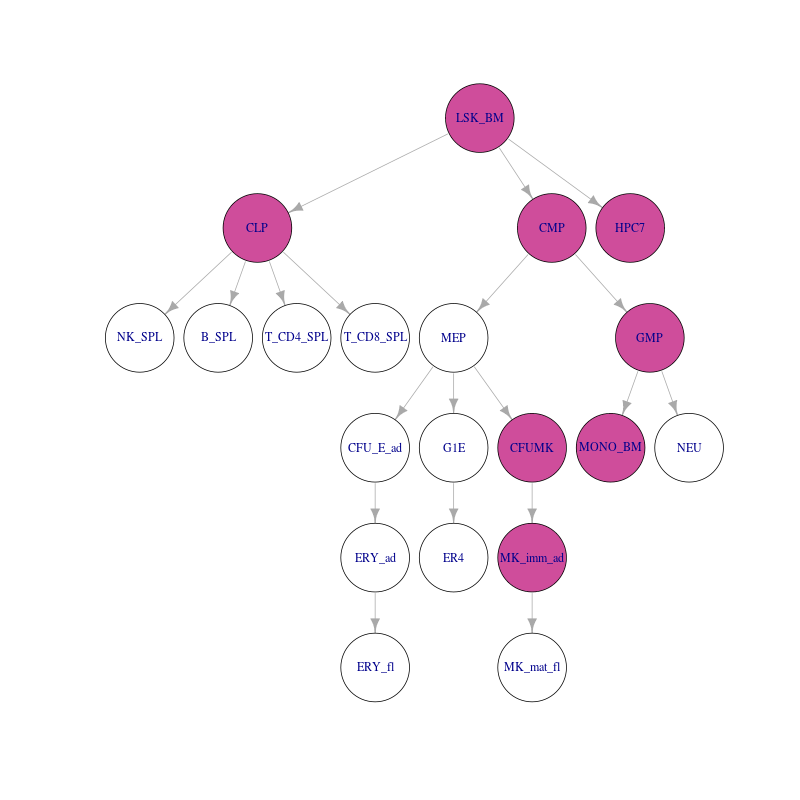 LSK_BM
CLP
CMP
HPC7
NK_SPL
B_SPL
T_CD4_SPL
T_CD8_SPL
MEP
GMP
CFU_E_ad
G1E
CFUMK
MONO_BM
NEU
ERY_ad
ER4
MK_imm_ad
ERY_fl
MK_mat_fl